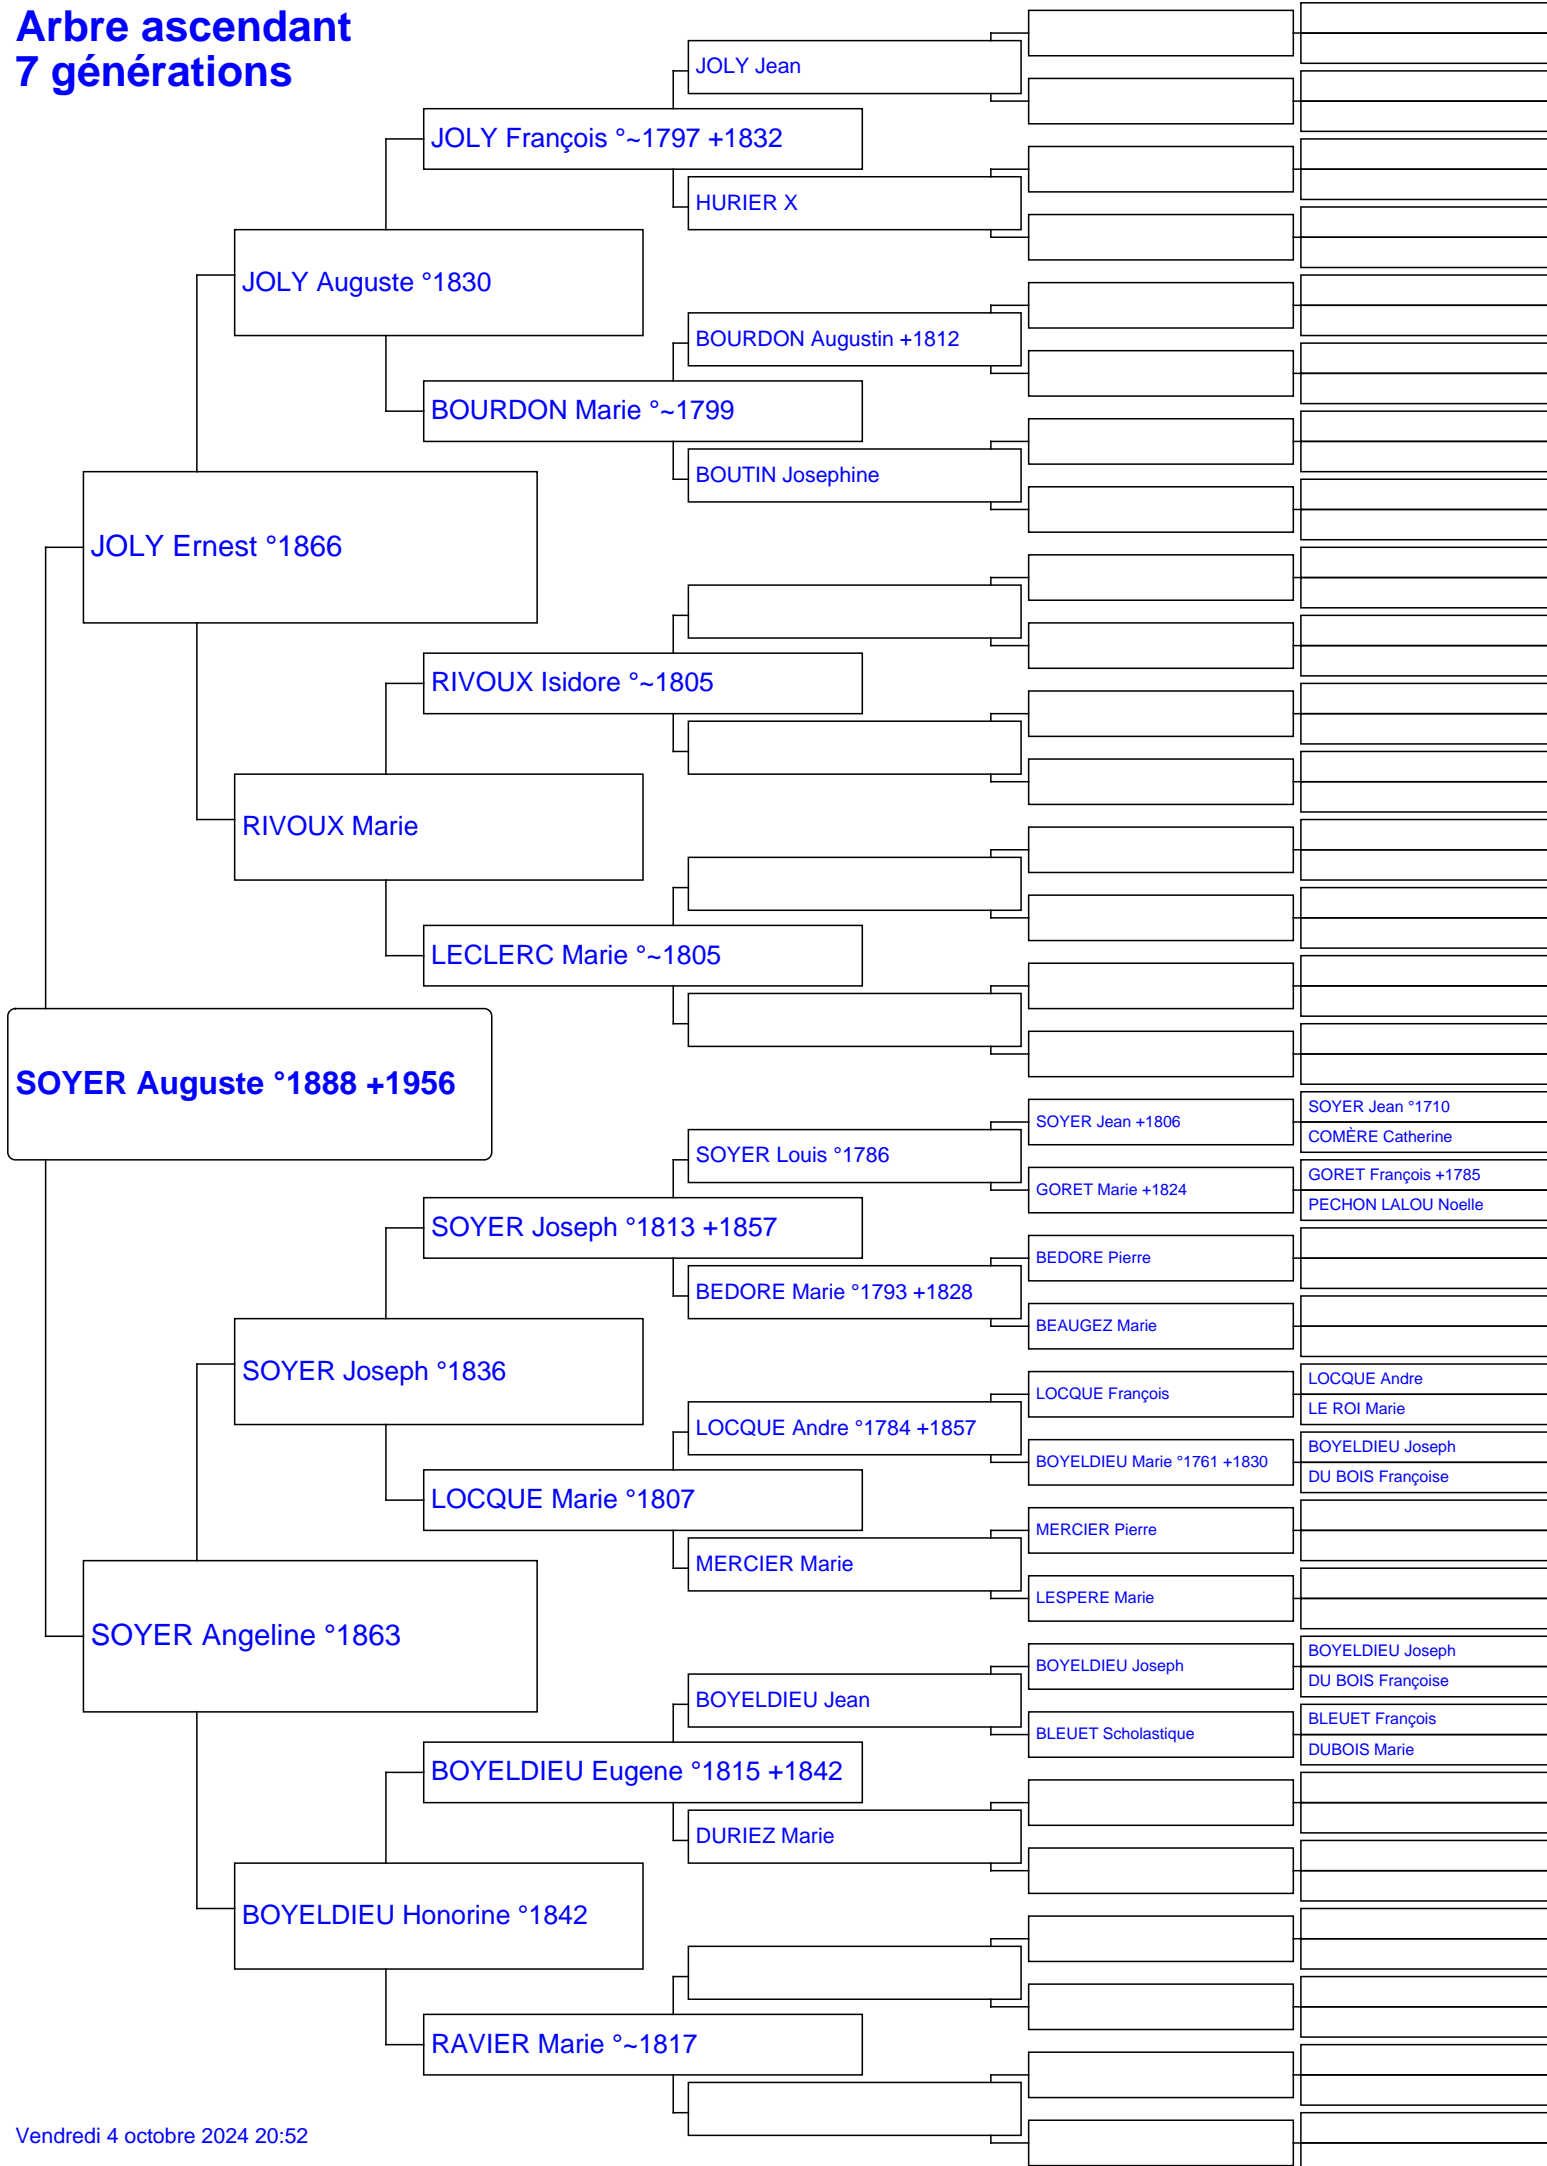 Arbre ascendant
7 générations
JOLY Jean
JOLY François °~1797 +1832
HURIER X
JOLY Auguste °1830
BOURDON Augustin +1812
BOURDON Marie °~1799
BOUTIN Josephine
JOLY Ernest °1866
RIVOUX Isidore °~1805
RIVOUX Marie
LECLERC Marie °~1805
SOYER Auguste °1888 +1956
SOYER Jean °1710
SOYER Jean +1806
COMÈRE Catherine
SOYER Louis °1786
GORET François +1785
GORET Marie +1824
PECHON LALOU Noelle
SOYER Joseph °1813 +1857
BEDORE Pierre
BEDORE Marie °1793 +1828
BEAUGEZ Marie
SOYER Joseph °1836
LOCQUE Andre
LOCQUE François
LE ROI Marie
LOCQUE Andre °1784 +1857
BOYELDIEU Joseph
BOYELDIEU Marie °1761 +1830
DU BOIS Françoise
LOCQUE Marie °1807
MERCIER Pierre
MERCIER Marie
LESPERE Marie
SOYER Angeline °1863
BOYELDIEU Joseph
BOYELDIEU Joseph
DU BOIS Françoise
BOYELDIEU Jean
BLEUET François
BLEUET Scholastique
DUBOIS Marie
BOYELDIEU Eugene °1815 +1842
DURIEZ Marie
BOYELDIEU Honorine °1842
RAVIER Marie °~1817
Vendredi 4 octobre 2024 20:52